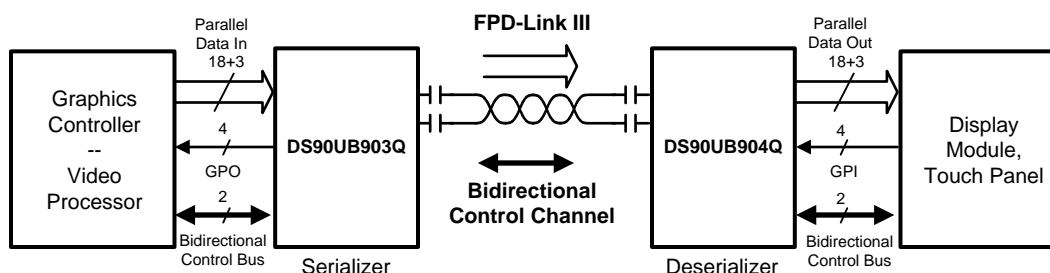 Graphics
Controller
--
Video
Processor
Parallel
Data In
18+3
4
GPO
2
Bidirectional
Control Bus
DS90UB903Q
Serializer
FPD-Link III
Bidirectional
Control Channel
DS90UB904Q
Deserializer
Parallel
Data Out
18+3
4
GPI
2
Bidirectional
Control Bus
Display
Module,
Touch Panel